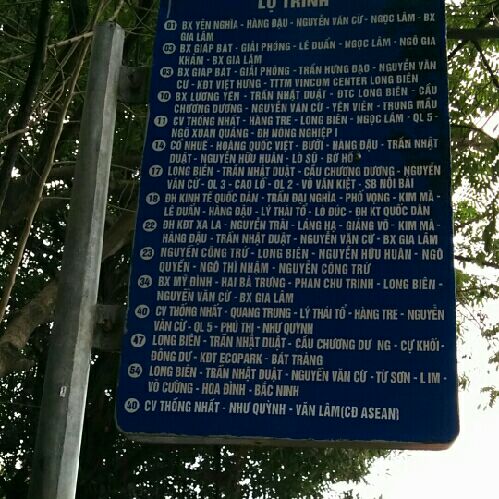 LỘ TRÌNH
01 BX YÊN NGHĨA - HÀNG ĐẬU - NGUYỄN VĂN CỪ - NGỌC LÂM - BX
GIA LÂM
03 BX GIÁP BÁT - GIẢI PHÓNG - LÊ DUẨN - NGỌC LÂM - NGÔ GIA
KHẢM - BX GIA LÂM
03 BX GIÁP BÁT - GIẢI PHÓNG - TRẦN HƯNG ĐẠO - NGUYỄN VĂN
CỪ - KĐT VIỆT HƯNG - TTTM VINCOM CENTER LONG BIÊN
10 BX LƯƠNG YÊN - TRẦN NHẬT DUẬT - ĐTC LONG BIÊN - CẦU
CHƯƠNG DƯƠNG - NGUYỄN VĂN CỪ - YÊN VIÊN - TRUNG MẦU
11 CV THỐNG NHẤT - HÀNG TRE - LONG BIÊN - NGỌC LÂM - QL 5 -
NGÔ XUÂN QUẢNG - ĐH NÔNG NGHIỆP I
14 CỔ NHUẾ - HOÀNG QUỐC VIỆT - BƯỞI - HÀNG ĐẬU - TRẦN NHẬT
DUẬT - NGUYỄN HỮU HUÂN - LÒ SŨ - BỜ HỒ
17 LONG BIÊN - TRẦN NHẬT DUẬT - CẦU CHƯƠNG DƯƠNG - NGUYỄN
VĂN CỪ - QL 3 - CAO LỖ - QL 2 - VÕ VĂN KIỆT - SB NỘI BÀI
18 ĐH KINH TẾ QUỐC DÂN - TRẦN ĐẠI NGHĨA - PHỐ VỌNG - KIM MÃ
- LÊ DUẨN - HÀNG ĐẬU - LÝ THÁI TỔ - LÒ ĐÚC - ĐH KT QUỐC DÂN
22 ĐH KĐT XA LA - NGUYỄN TRÃI - LÁNG HẠ - GIẢNG VÕ - KIM MÃ -
HÀNG ĐẬU - TRẦN NHẬT DUẬT - NGUYỄN VĂN CỪ - BX GIA LÂM
23 NGUYỄN CÔNG TRỨ - LONG BIÊN - NGUYỄN HỮU HUÂN - NGÔ
QUYỀN - NGÔ THÌ NHẬM - NGUYỄN CÔNG TRỨ
34 BX MỸ ĐÌNH - HAI BÀ TRƯNG - PHAN CHU TRINH - LONG BIÊN -
NGUYỄN VĂN CỪ - BX GIA LÂM
40 CV THỐNG NHẤT - QUANG TRUNG - LÝ THÁI TỔ - HÀNG TRE - NGUYỄN
VĂN CỪ - QL 5 - PHÚ THỊ - NHƯ QUỲNH
47 LONG BIÊN - TRẦN NHẬT DUẬT - CẦU CHƯƠNG DƯ NG - CỰ KHỐI -
ĐÔNG DƯ - KĐT ECOPARK - BÁT TRÀNG
54 LONG BIÊN - TRẦN NHẬT DUẬT - NGUYỄN VĂN CỪ - TỪ SƠN - L IM -
VÕ CƯỜNG - HOÀ ĐÌNH - BẮC NINH
40 CV THỐNG NHẤT - NHƯ QUỲNH - VĂN LÂM(CĐ ASEAN)